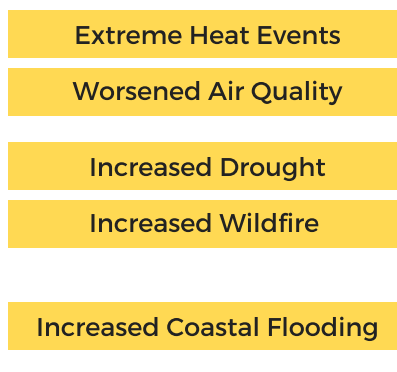 Extreme Heat Events
Worsened Air Quality
Increased Drought
Increased Wildfire
Increased Coastal Flooding